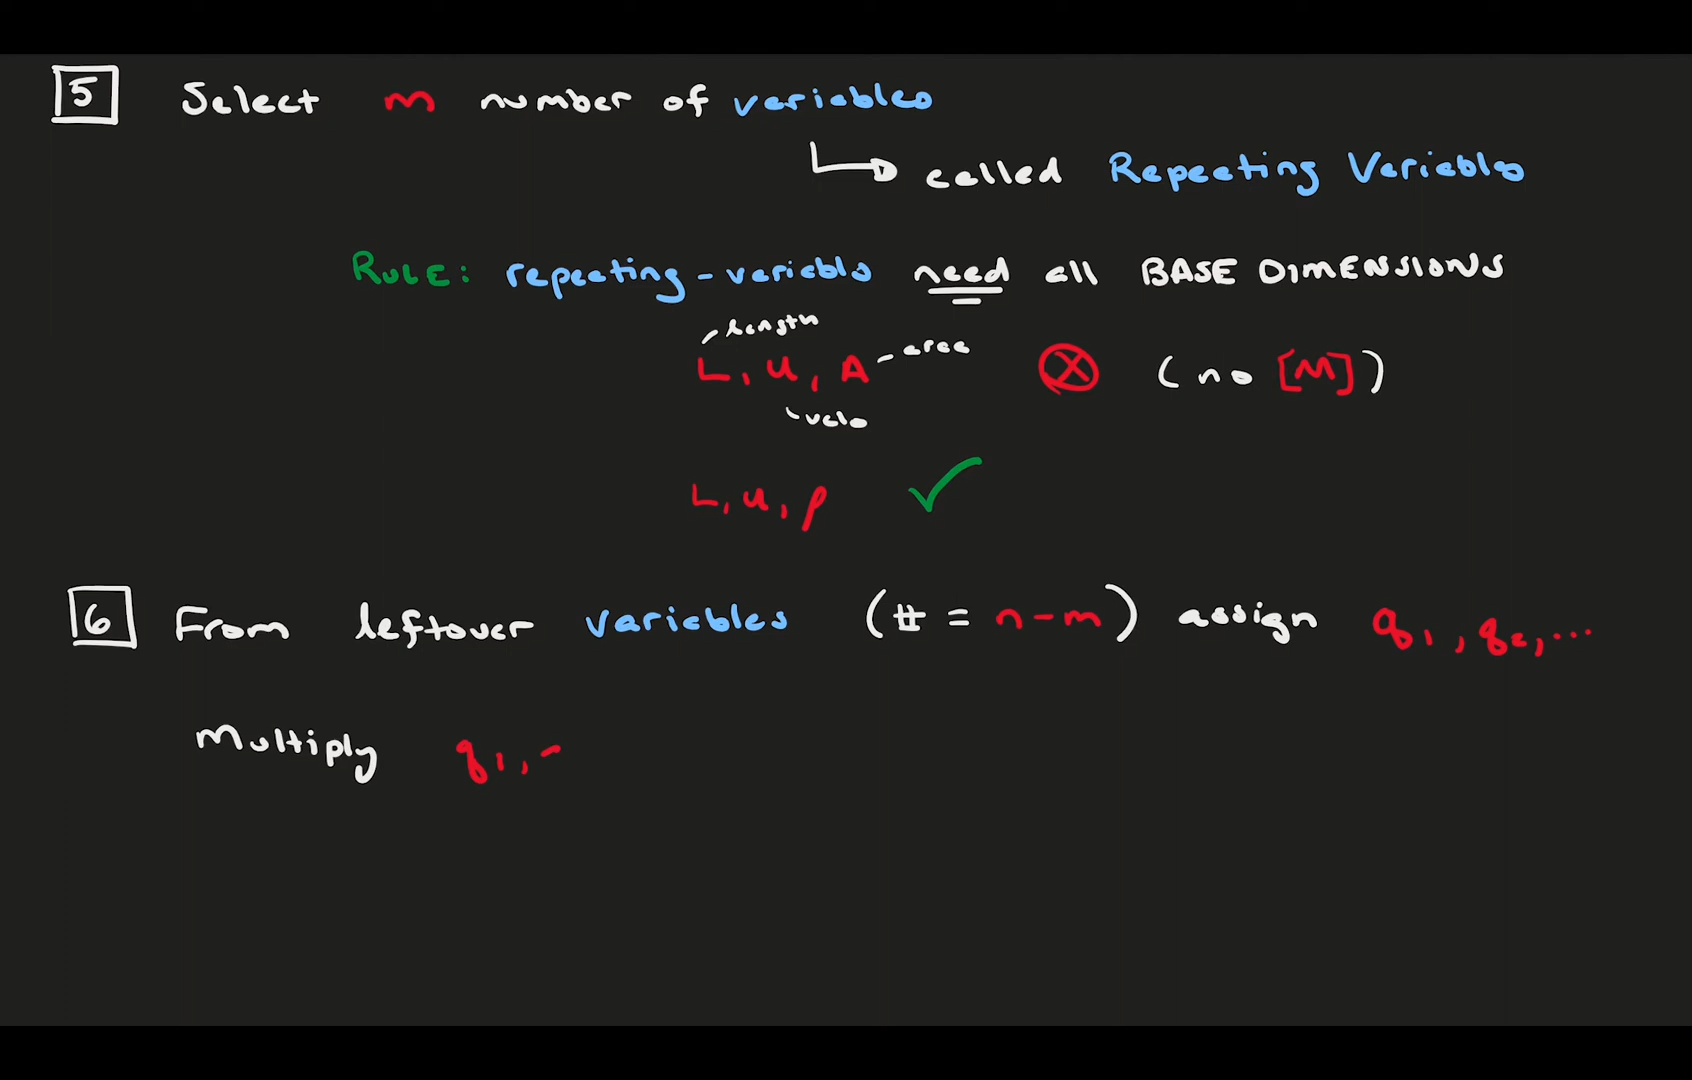 5 Select m number of variables
called Repeating Variables
RULE: repeating-variabls need all BASE DIMENSIONS
length
L, u, A area
⊗ (no [M])
velo
L, u, ρ ✓
6 From leftover variables (# = n-m) assign q1, q2, ...
Multiply q1,